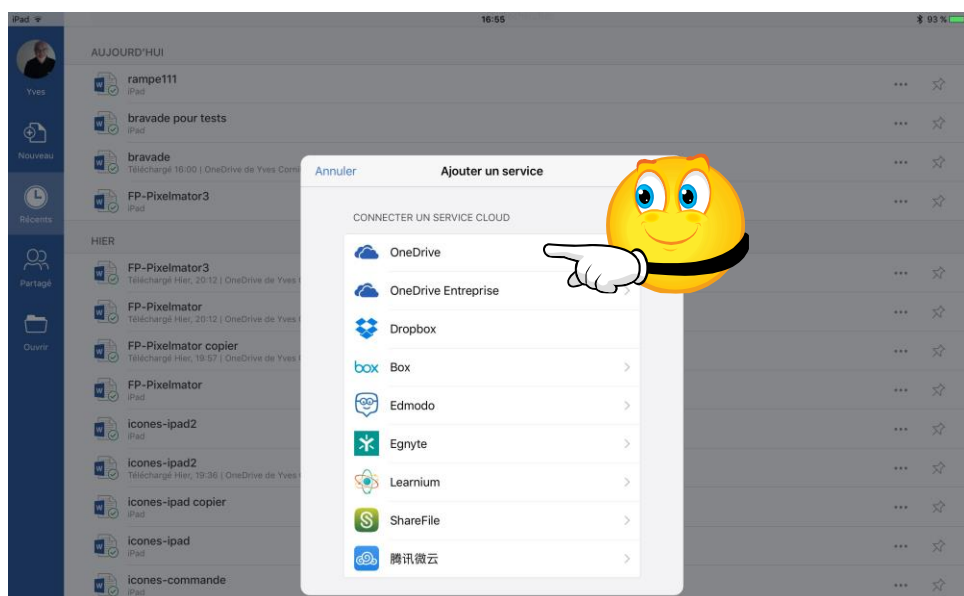 iPad
16:55
93 %
Yves
Nouveau
Récents
Partagé
Ouvrir
AUJOURD'HUI
rampe111
iPad
bravade pour tests
iPad
bravade
Téléchargé 16:00 | OneDrive de Yves
FP-Pixelmator3
iPad
HIER
FP-Pixelmator3
Téléchargé Hier, 20:12 | OneDrive de Yves
FP-Pixelmator
Téléchargé Hier, 20:12 | OneDrive de Yves
FP-Pixelmator copier
Téléchargé Hier, 19:57 | OneDrive de Yves
FP-Pixelmator
iPad
icones-ipad2
iPad
icones-ipad2
Téléchargé Hier, 19:36 | OneDrive de Yves
icones-ipad copier
iPad
icones-ipad
iPad
icones-commande
iPad
Annuler
Ajouter un service
CONNECTER UN SERVICE CLOUD
OneDrive
OneDrive Entreprise
Dropbox
box Box
Edmodo
Egnyte
Learnium
S ShareFile
腾讯微云